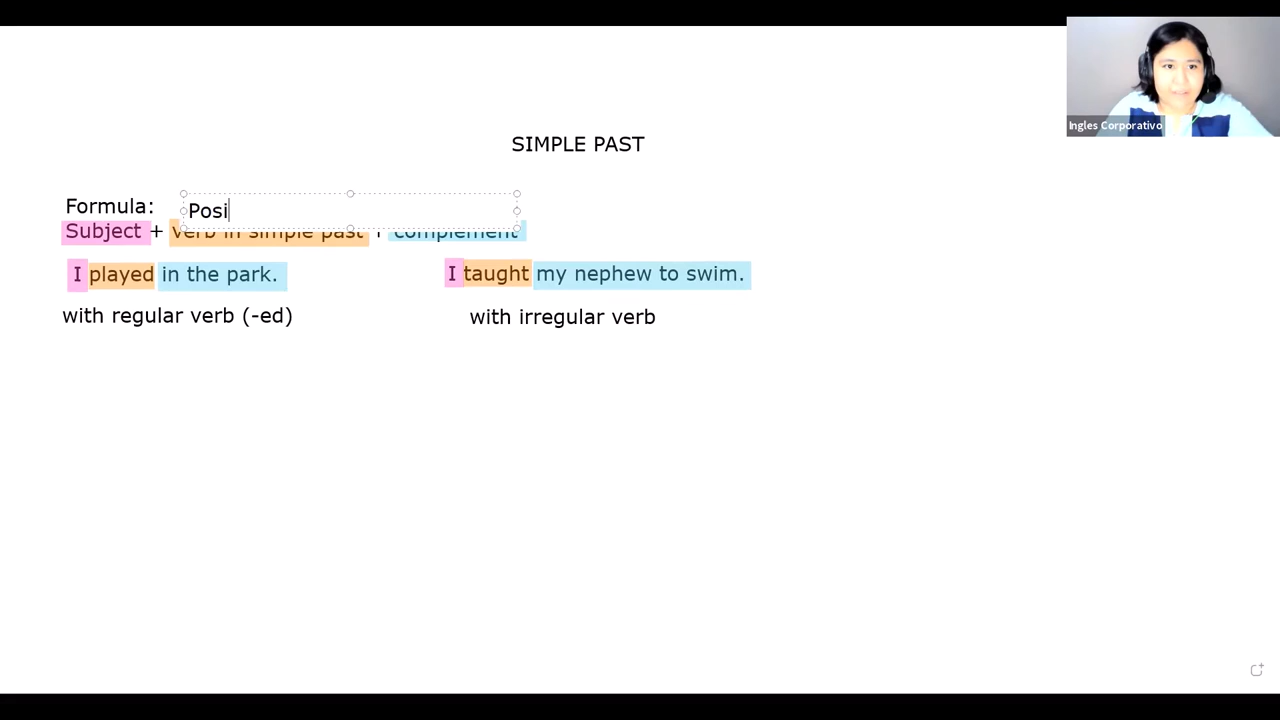 Ingles Corporativo
SIMPLE PAST
Formula:
Posi
Subject + verb in simple past + complement
I played in the park.
I taught my nephew to swim.
with regular verb (-ed)
with irregular verb